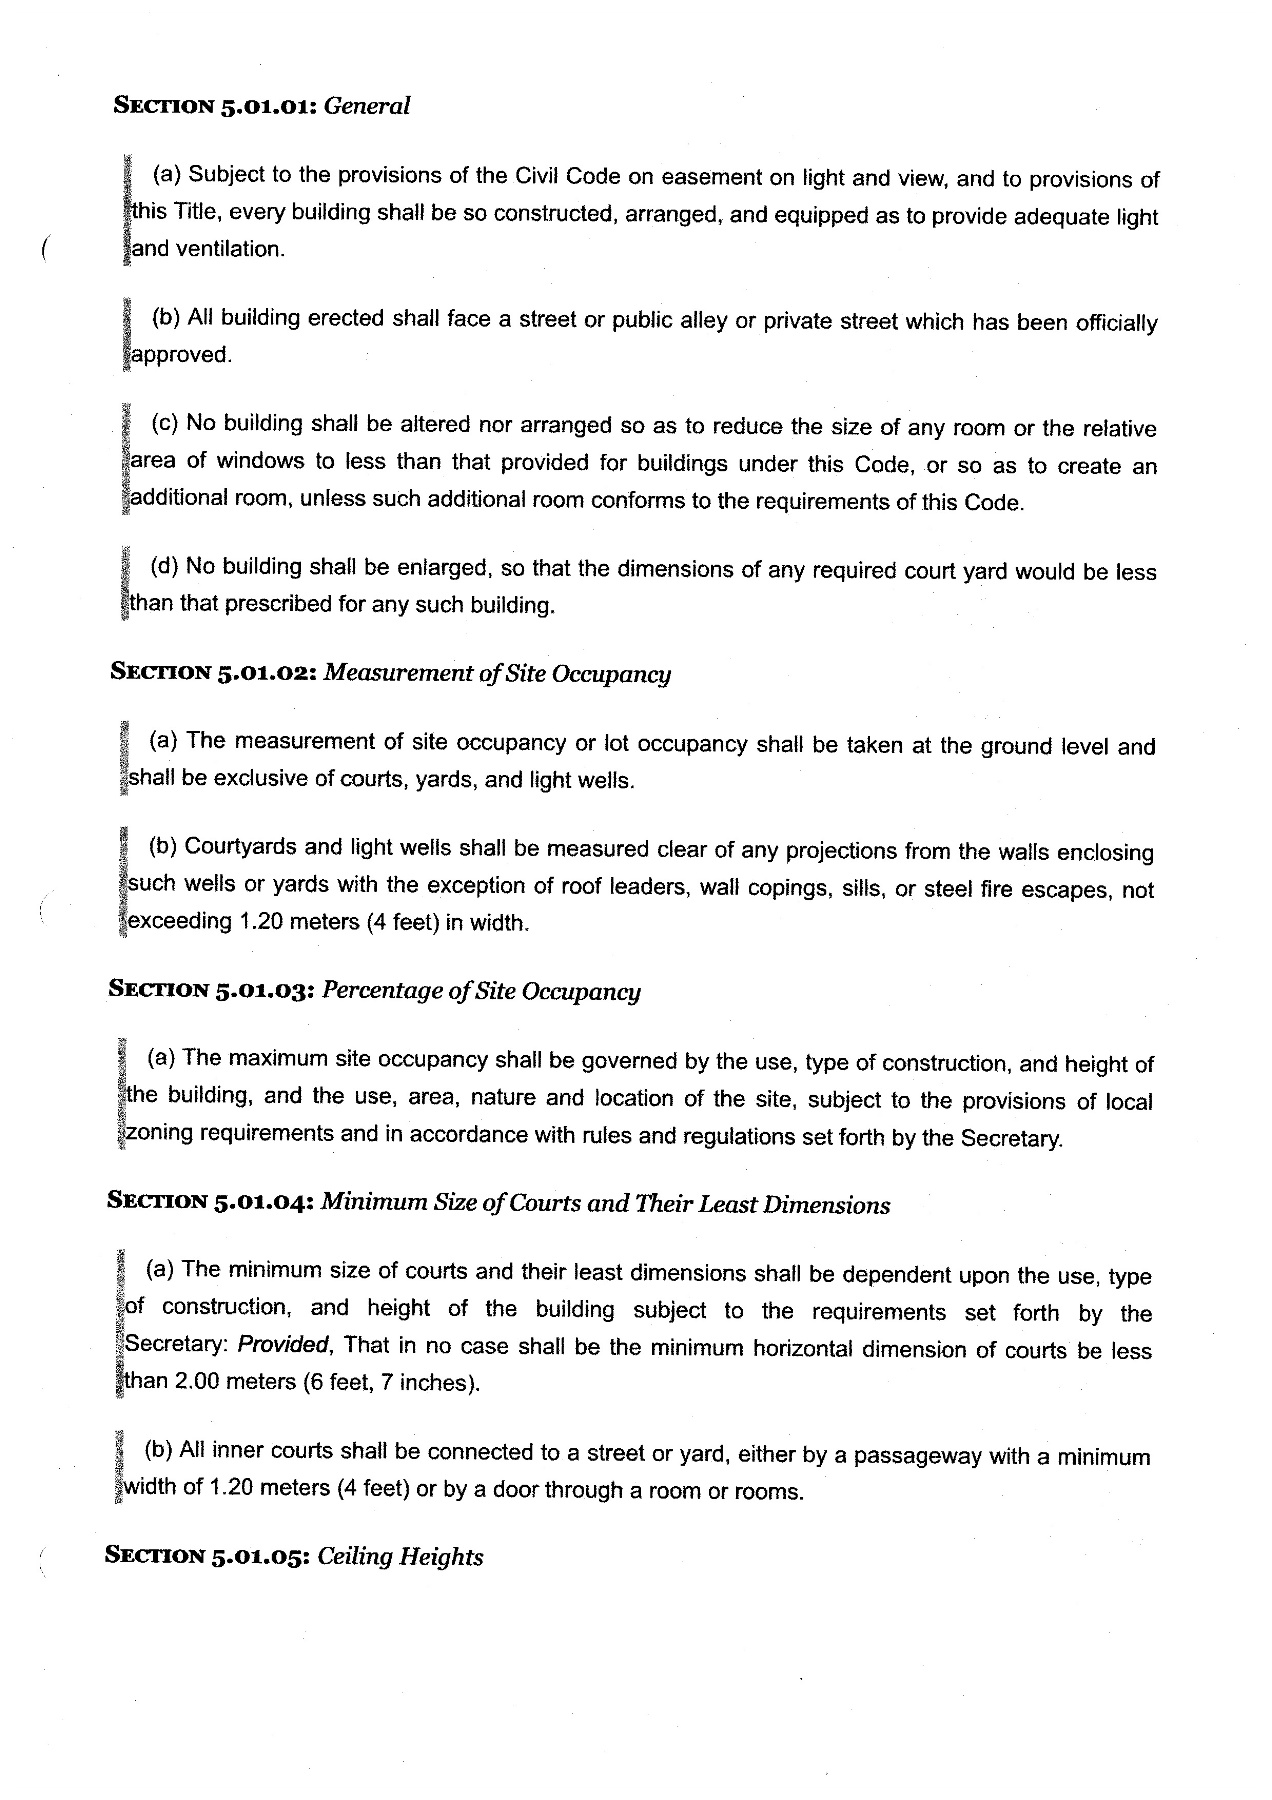 SECTION 5.01.01: General
(a) Subject to the provisions of the Civil Code on easement on light and view, and to provisions of
this Title, every building shall be so constructed, arranged, and equipped as to provide adequate light
and ventilation.
(b) All building erected shall face a street or public alley or private street which has been officially
approved.
(c) No building shall be altered nor arranged so as to reduce the size of any room or the relative
area of windows to less than that provided for buildings under this Code, or so as to create an
additional room, unless such additional room conforms to the requirements of this Code.
(d) No building shall be enlarged, so that the dimensions of any required court yard would be less
than that prescribed for any such building.
SECTION 5.01.02: Measurement of Site Occupancy
(a) The measurement of site occupancy or lot occupancy shall be taken at the ground level and
shall be exclusive of courts, yards, and light wells.
(b) Courtyards and light wells shall be measured clear of any projections from the walls enclosing
such wells or yards with the exception of roof leaders, wall copings, sills, or steel fire escapes, not
exceeding 1.20 meters (4 feet) in width.
SECTION 5.01.03: Percentage of Site Occupancy
(a) The maximum site occupancy shall be governed by the use, type of construction, and height of
the building, and the use, area, nature and location of the site, subject to the provisions of local
zoning requirements and in accordance with rules and regulations set forth by the Secretary.
SECTION 5.01.04: Minimum Size of Courts and Their Least Dimensions
(a) The minimum size of courts and their least dimensions shall be dependent upon the use, type
of construction, and height of the building subject to the requirements set forth by the
Secretary: Provided, That in no case shall be the minimum horizontal dimension of courts be less
than 2.00 meters (6 feet, 7 inches).
(b) All inner courts shall be connected to a street or yard, either by a passageway with a minimum
width of 1.20 meters (4 feet) or by a door through a room or rooms.
SECTION 5.01.05: Ceiling Heights